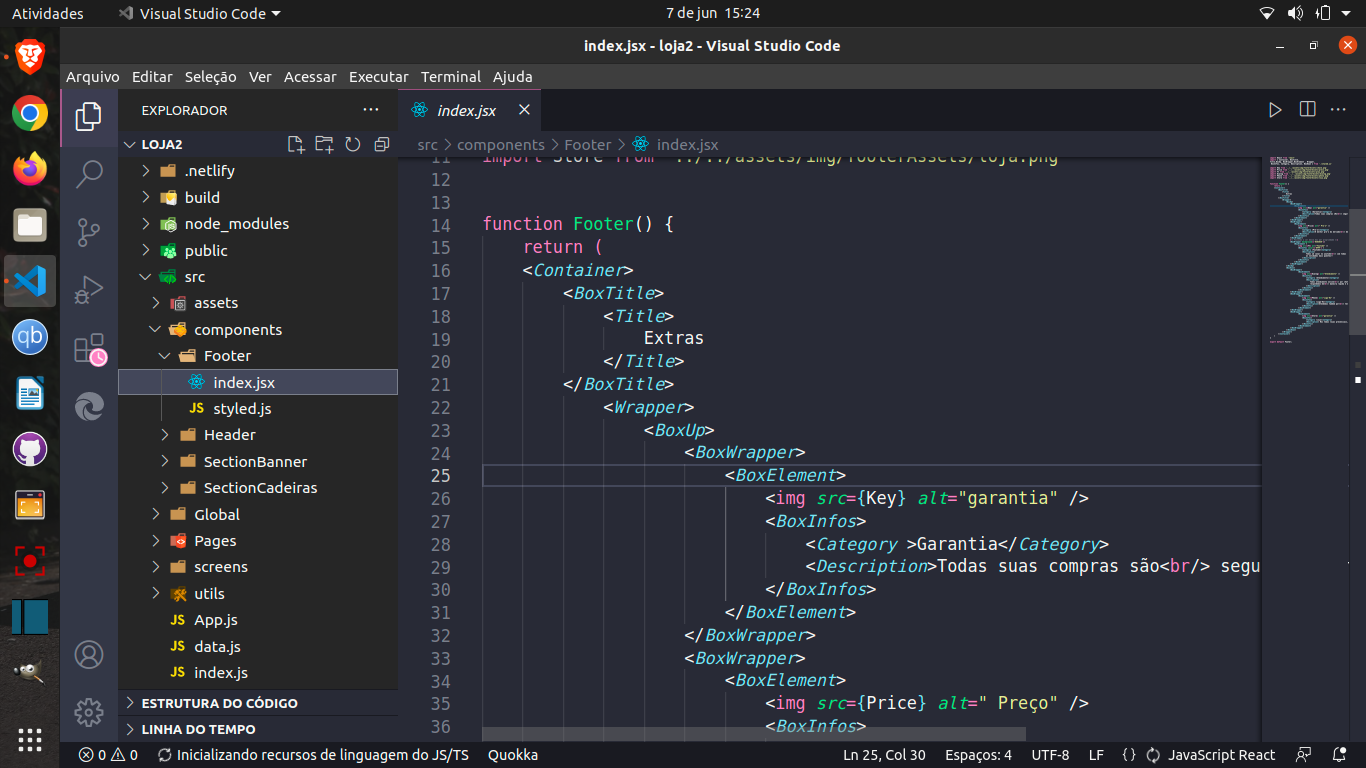 Atividades Visual Studio Code 7 de jun 15:24
index.jsx - loja2 - Visual Studio Code
Arquivo Editar Seleção Ver Acessar Executar Terminal Ajuda
EXPLORADOR
LOJA2
.netlify
build
node_modules
public
src
assets
components
Footer
index.jsx
JS styled.js
Header
SectionBanner
SectionCadeiras
Global
Pages
screens
utils
JS App.js
JS data.js
JS index.js
ESTRUTURA DO CÓDIGO
LINHA DO TEMPO
index.jsx
src > components > Footer > index.jsx
11 import Store from "../../assets/img/footerAssets/loja.png"
12
13
14 function Footer() {
15 return (
16 <Container>
17 <BoxTitle>
18 <Title>
19 Extras
20 </Title>
21 </BoxTitle>
22 <Wrapper>
23 <BoxUp>
24 <BoxWrapper>
25 <BoxElement>
26 <img src={Key} alt="garantia" />
27 <BoxInfos>
28 <Category >Garantia</Category>
29 <Description>Todas suas compras são<br/> segu
30 </BoxInfos>
31 </BoxElement>
32 </BoxWrapper>
33 <BoxWrapper>
34 <BoxElement>
35 <img src={Price} alt=" Preço" />
36 <BoxInfos>
qb
0 0 Inicializando recursos de linguagem do JS/TS Quokka Ln 25, Col 30 Espaços: 4 UTF-8 LF {} JavaScript React